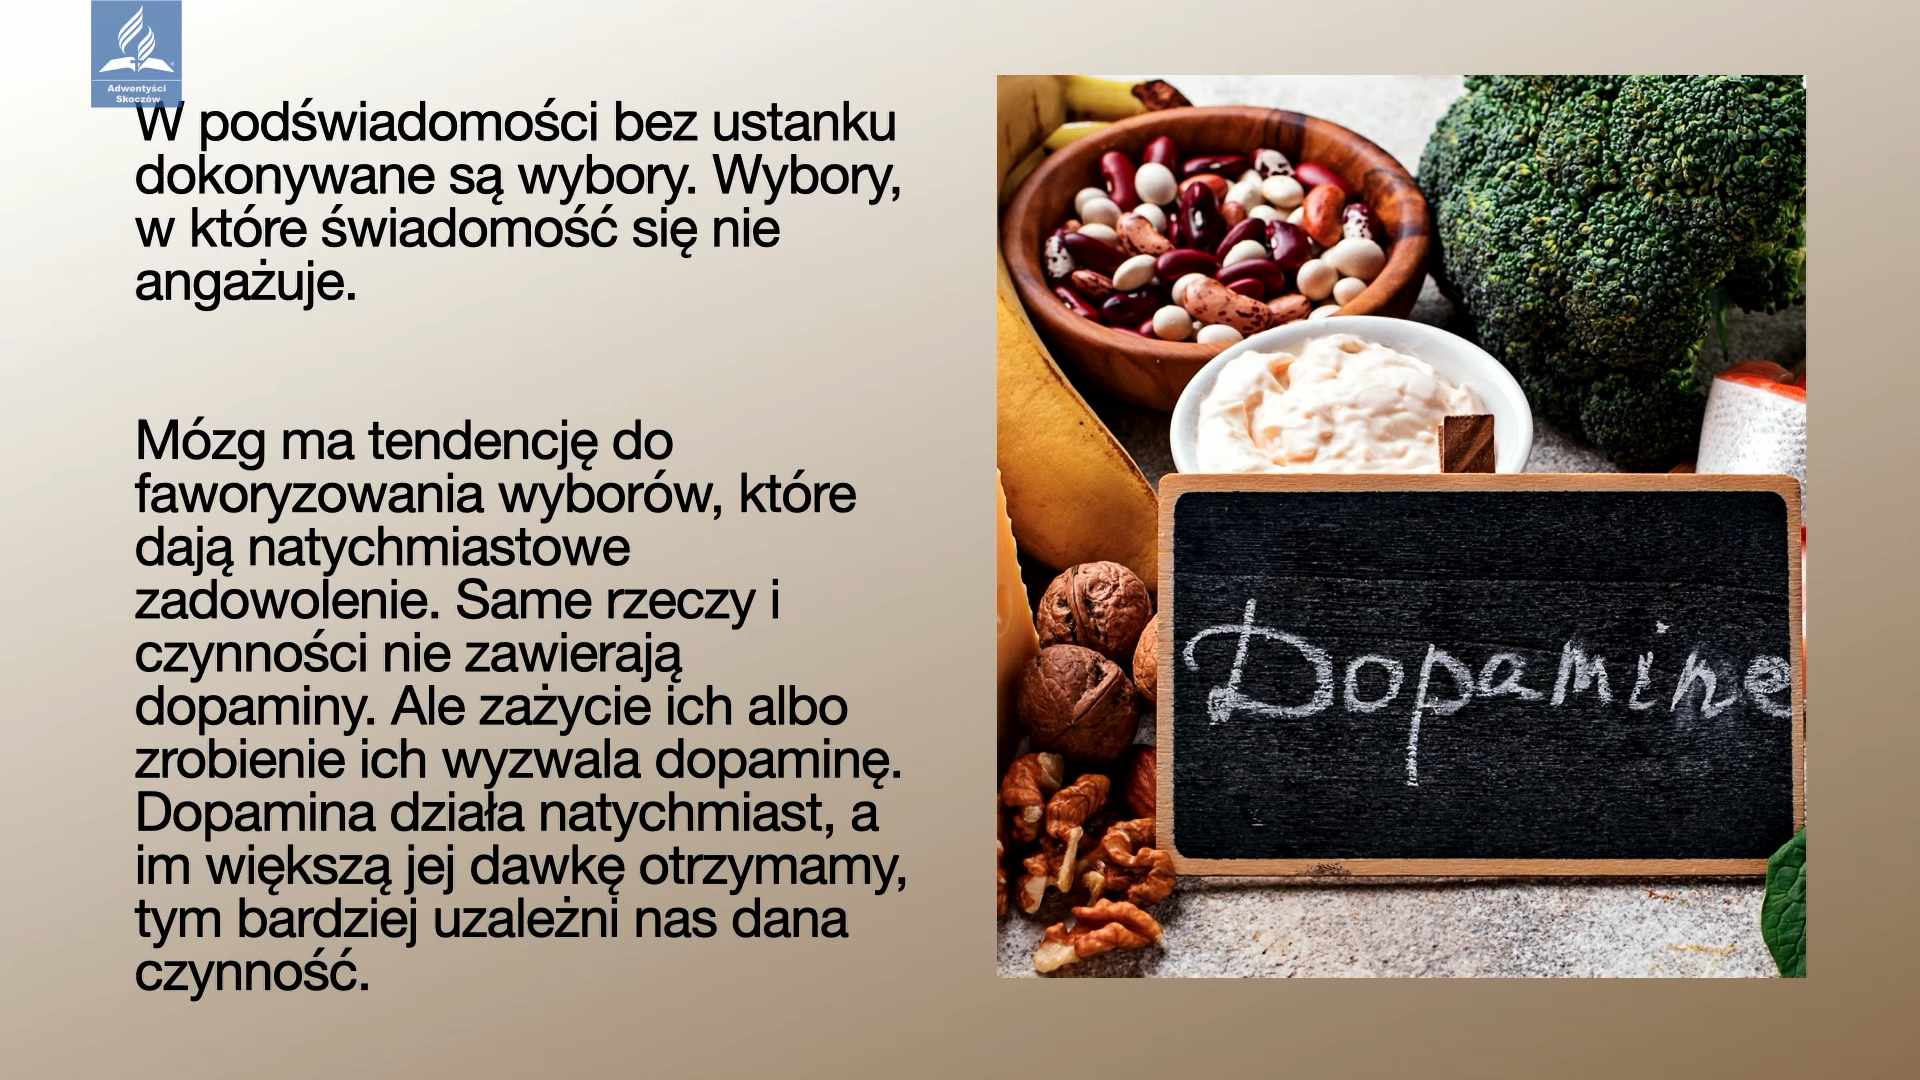 Adwentyści
Skoczów
W podświadomości bez ustanku
dokonywane są wybory. Wybory,
w które świadomość się nie
angażuje.
Mózg ma tendencję do
faworyzowania wyborów, które
dają natychmiastowe
zadowolenie. Same rzeczy i
czynności nie zawierają
dopaminy. Ale zażycie ich albo
zrobienie ich wyzwala dopaminę.
Dopamina działa natychmiast, a
im większą jej dawkę otrzymamy,
tym bardziej uzależni nas dana
czynność.
Dopamine